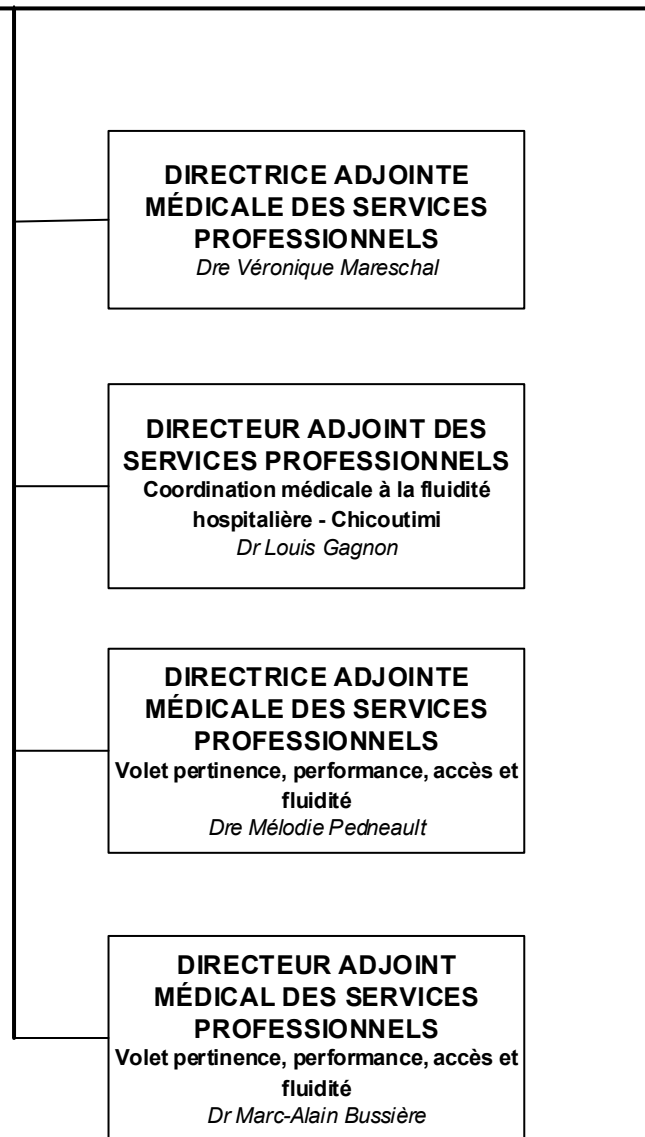 DIRECTRICE ADJOINTE
MÉDICALE DES SERVICES
PROFESSIONNELS
Dre Véronique Mareschal
DIRECTEUR ADJOINT DES
SERVICES PROFESSIONNELS
Coordination médicale à la fluidité
hospitalière - Chicoutimi
Dr Louis Gagnon
DIRECTRICE ADJOINTE
MÉDICALE DES SERVICES
PROFESSIONNELS
Volet pertinence, performance, accès et
fluidité
Dre Mélodie Pedneault
DIRECTEUR ADJOINT
MÉDICAL DES SERVICES
PROFESSIONNELS
Volet pertinence, performance, accès et
fluidité
Dr Marc-Alain Bussière